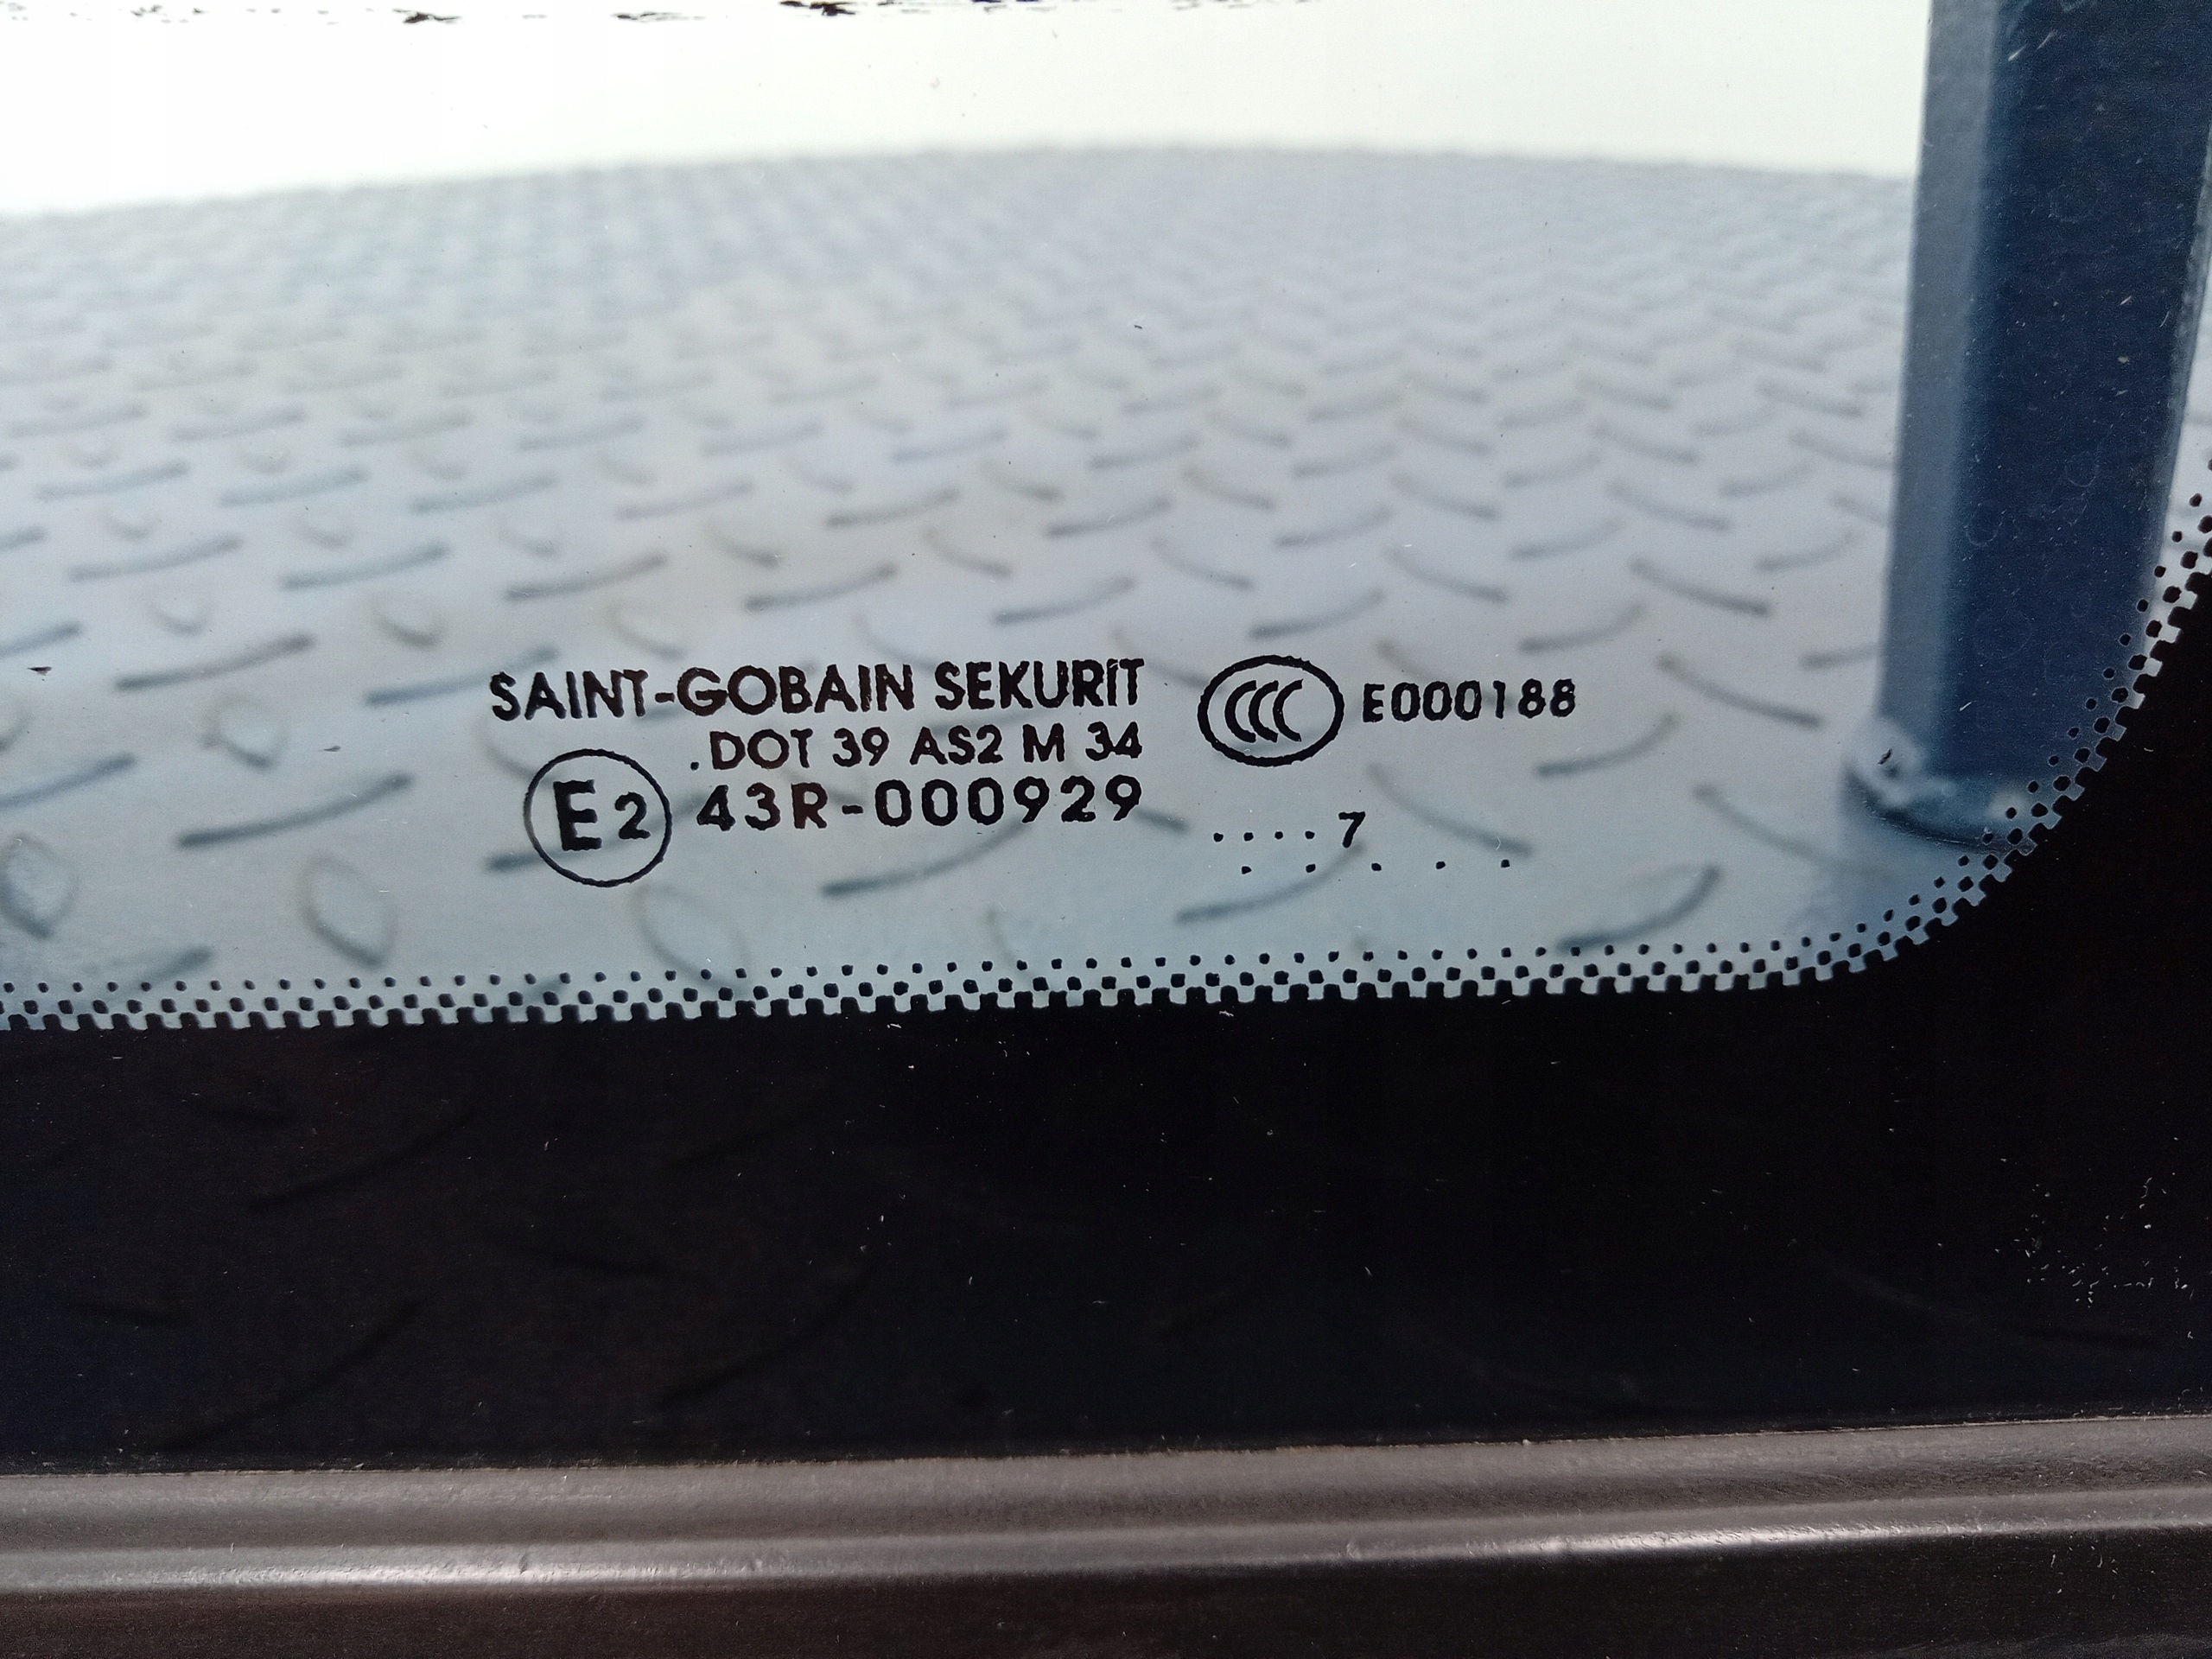 SAINT-GOBAIN SEKURIT
.DOT 39 AS2 M 34
E2 43R-000929
CCC E000188
....7
. . . . .